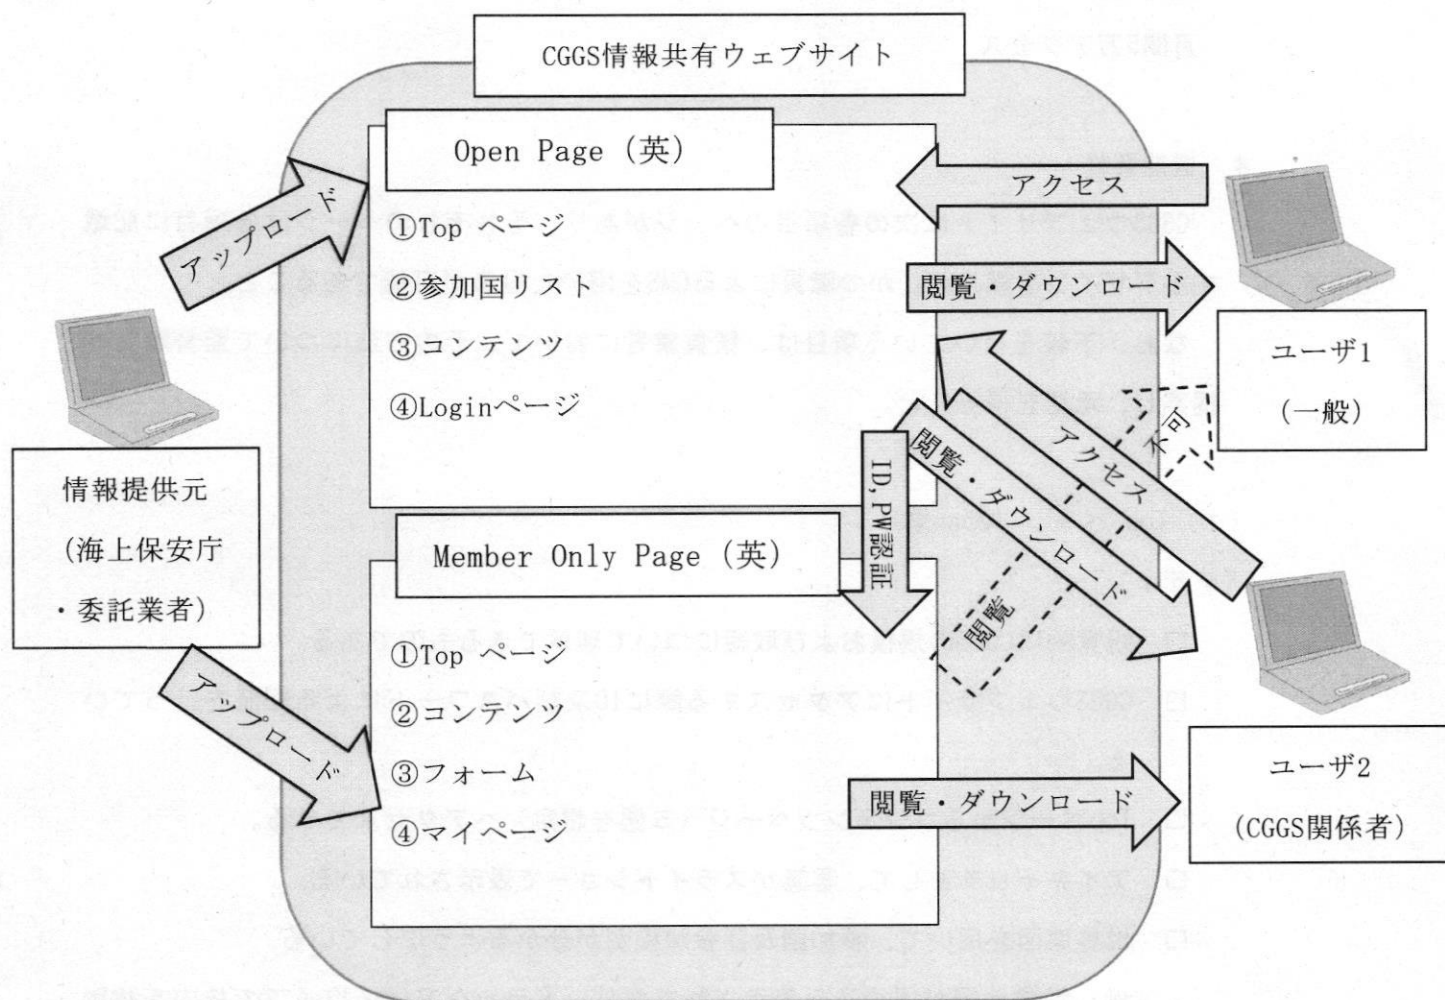 CGGS情報共有ウェブサイト
Open Page（英）
①Top ページ
②参加国リスト
③コンテンツ
④Loginページ
アップロード
アクセス
閲覧・ダウンロード
ユーザ1
（一般）
情報提供元
（海上保安庁
・委託業者）
アクセス
不可
閲覧・ダウンロード
閲覧
ID,PW認証
Member Only Page（英）
①Top ページ
②コンテンツ
③フォーム
④マイページ
アップロード
閲覧・ダウンロード
ユーザ2
（CGGS関係者）